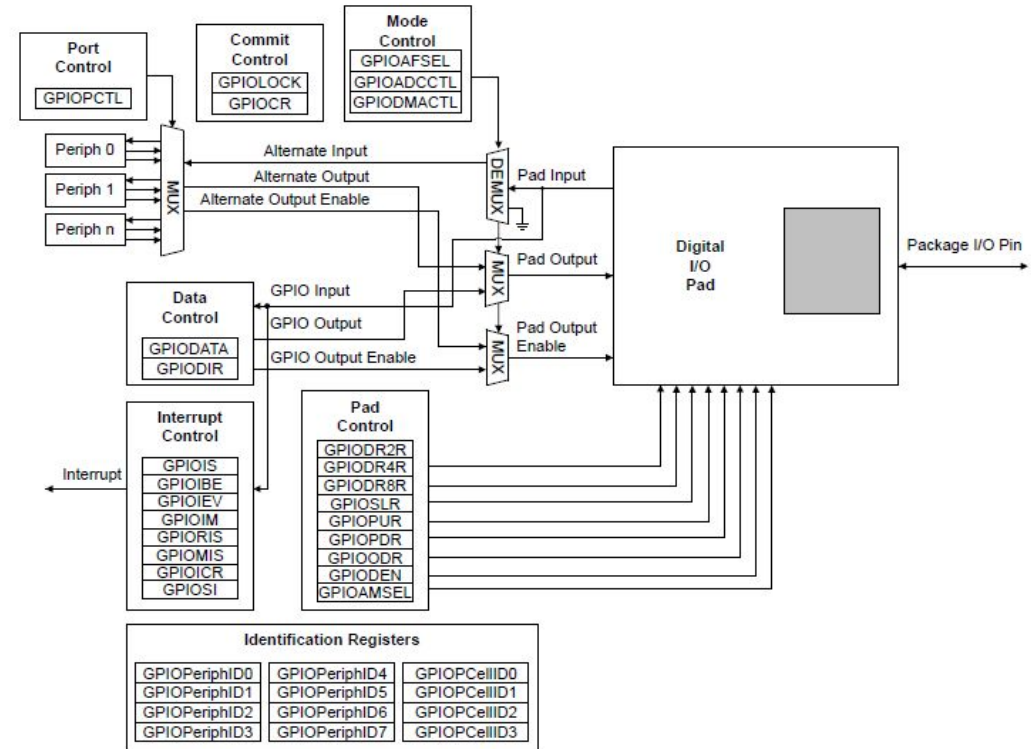 Port
Control
GPIOPCTL
Commit
Control
GPIOLOCK
GPIOCR
Mode
Control
GPIOAFSEL
GPIOADCCTL
GPIODMACTL
Periph 0
Periph 1
Periph n
MUX
Alternate Input
Alternate Output
Alternate Output Enable
DEMUX
Pad Input
MUX
Pad Output
MUX
Pad Output
Enable
Digital
I/O
Pad
Package I/O Pin
Data
Control
GPIODATA
GPIODIR
GPIO Input
GPIO Output
GPIO Output Enable
Interrupt
Control
GPIOIS
GPIOIBE
GPIOIEV
GPIOIM
GPIORIS
GPIOMIS
GPIOICR
GPIOSI
Interrupt
Pad
Control
GPIODR2R
GPIODR4R
GPIODR8R
GPIOSLR
GPIOPUR
GPIOPDR
GPIOODR
GPIODEN
GPIOAMSEL
Identification Registers
GPIOPeriphID0 GPIOPeriphID4 GPIOPCellID0
GPIOPeriphID1 GPIOPeriphID5 GPIOPCellID1
GPIOPeriphID2 GPIOPeriphID6 GPIOPCellID2
GPIOPeriphID3 GPIOPeriphID7 GPIOPCellID3